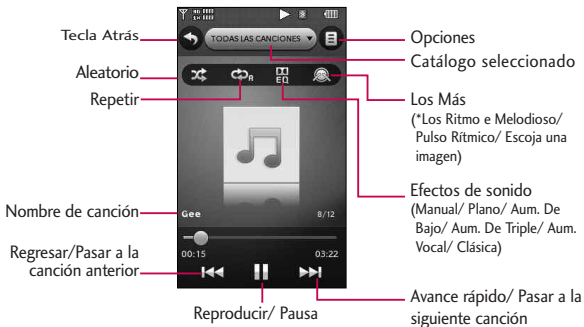 Tecla Atrás
TODAS LAS CANCIONES
Opciones
Catálogo seleccionado
Aleatorio
Repetir
R
EQ
Los Más
(*Los Ritmo e Melodioso/
Pulso Rítmico/ Escoja una
imagen)
Efectos de sonido
(Manual/ Plano/ Aum. De
Bajo/ Aum. De Triple/ Aum.
Vocal/ Clásica)
Nombre de canción
Gee
8/12
Regresar/Pasar a la
canción anterior
00:15
03:22
Reproducir/ Pausa
Avance rápido/ Pasar a la
siguiente canción